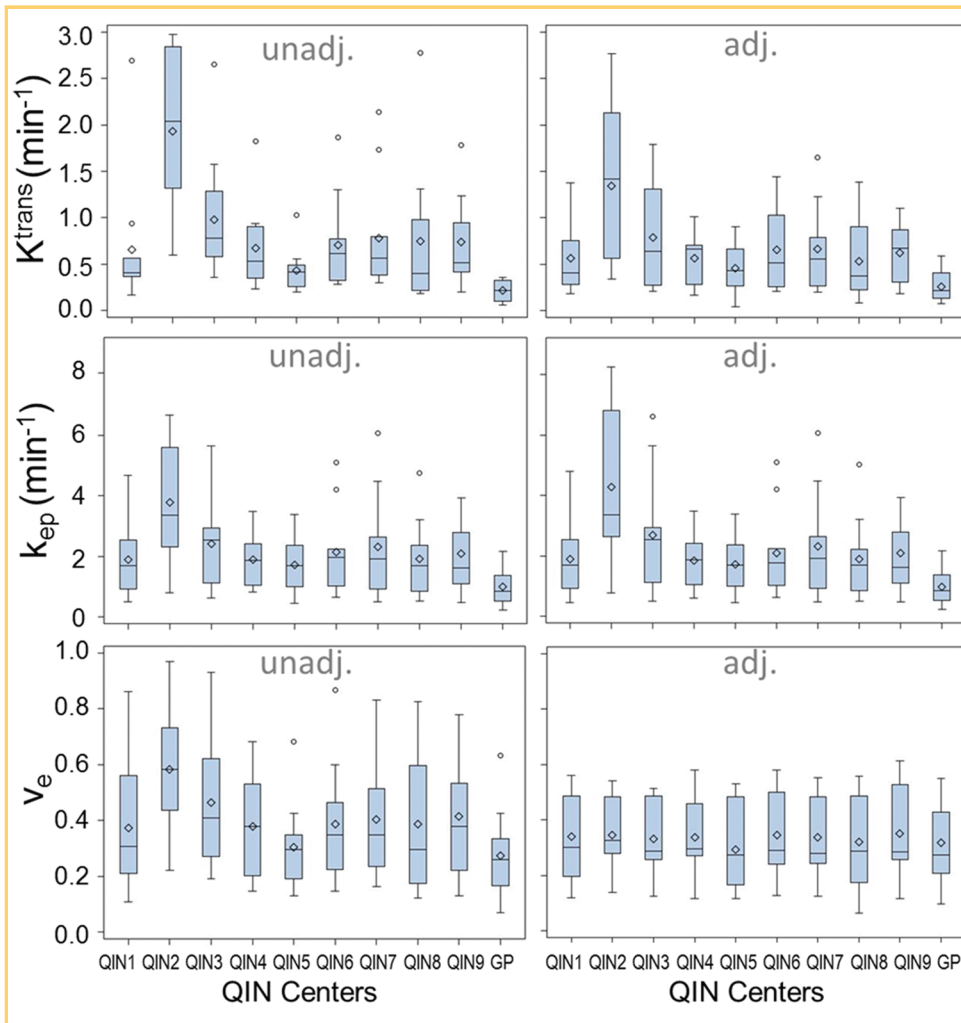 unadj.
adj.
K^trans (min^-1)
3.0
2.5
2.0
1.5
1.0
0.5
0.0
unadj.
adj.
k_ep (min^-1)
8
6
4
2
0
unadj.
adj.
v_e
1.0
0.8
0.6
0.4
0.2
0.0
QIN1 QIN2 QIN3 QIN4 QIN5 QIN6 QIN7 QIN8 QIN9 GP
QIN1 QIN2 QIN3 QIN4 QIN5 QIN6 QIN7 QIN8 QIN9 GP
QIN Centers
QIN Centers